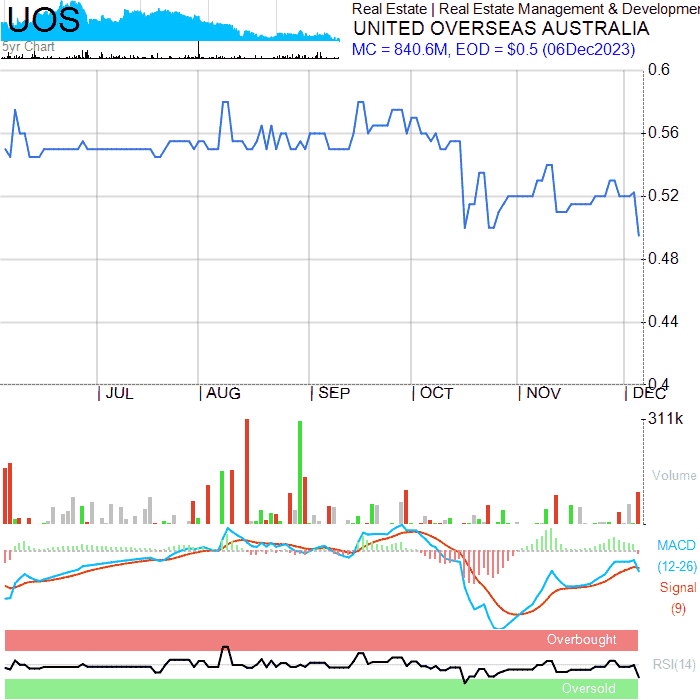 UOS
5yr Chart
Real Estate | Real Estate Management & Developmen
UNITED OVERSEAS AUSTRALIA
MC = 840.6M, EOD = $0.5 (06Dec2023)
0.6
0.56
0.52
0.48
0.44
0.4
JUL
AUG
SEP
OCT
NOV
DEC
311k
Volume
MACD
(12-26)
Signal
(9)
Overbought
RSI(14)
Oversold